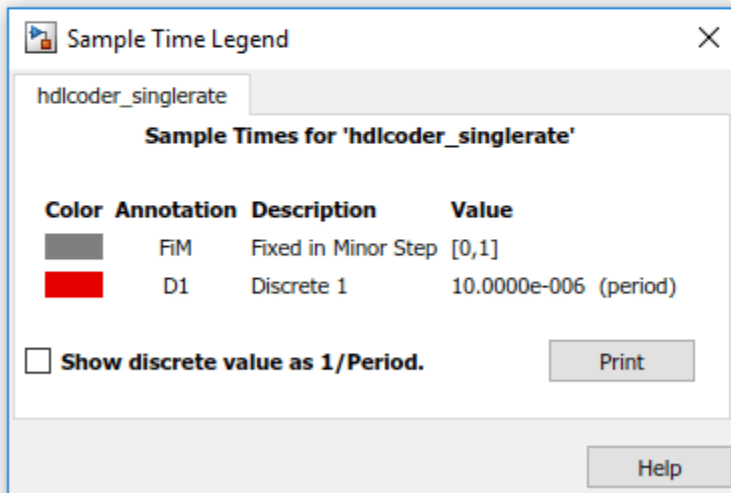 Sample Time Legend
hdlcoder_singlerate
Sample Times for 'hdlcoder_singlerate'
Color Annotation Description Value
FiM Fixed in Minor Step [0,1]
D1 Discrete 1 10.0000e-006 (period)
Show discrete value as 1/Period. Print
Help